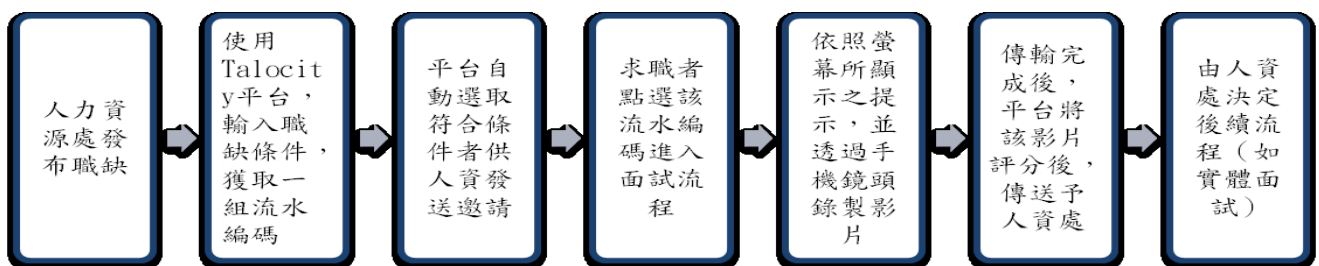 人力資
源處發
布職缺
使用
Talocit
y平台，
輸入職
缺條件，
獲取一
組流水
編碼
平台自
動選取
符合條
件者供
人資發
送邀請
求職者
點選該
流水編
碼進入
面試流
程
依照螢
幕所顯
示之提
示，並
透過手
機鏡頭
錄製影
片
傳輸完
成後，
平台將
該影片
評分後，
傳送予
人資處
由人資
處決定
後續流
程（如
實體面
試）